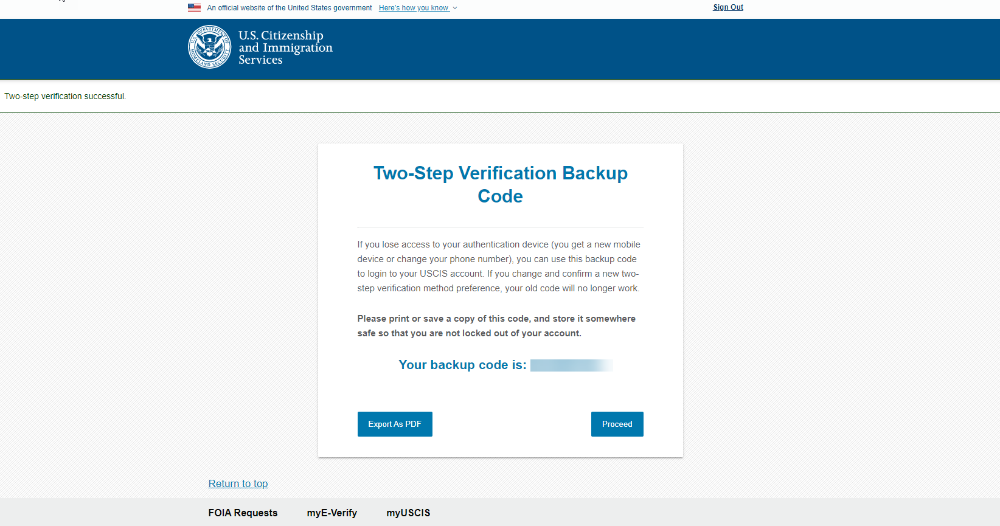 An official website of the United States government Here's how you know
Sign Out
U.S. Citizenship
and Immigration
Services
U.S. DEPARTMENT OF
HOMELAND SECURITY
Two-step verification successful.
Two-Step Verification Backup
Code
If you lose access to your authentication device (you get a new mobile
device or change your phone number), you can use this backup code
to login to your USCIS account. If you change and confirm a new two-
step verification method preference, your old code will no longer work.
Please print or save a copy of this code, and store it somewhere
safe so that you are not locked out of your account.
Your backup code is:
Export As PDF
Proceed
Return to top
FOIA Requests myE-Verify myUSCIS